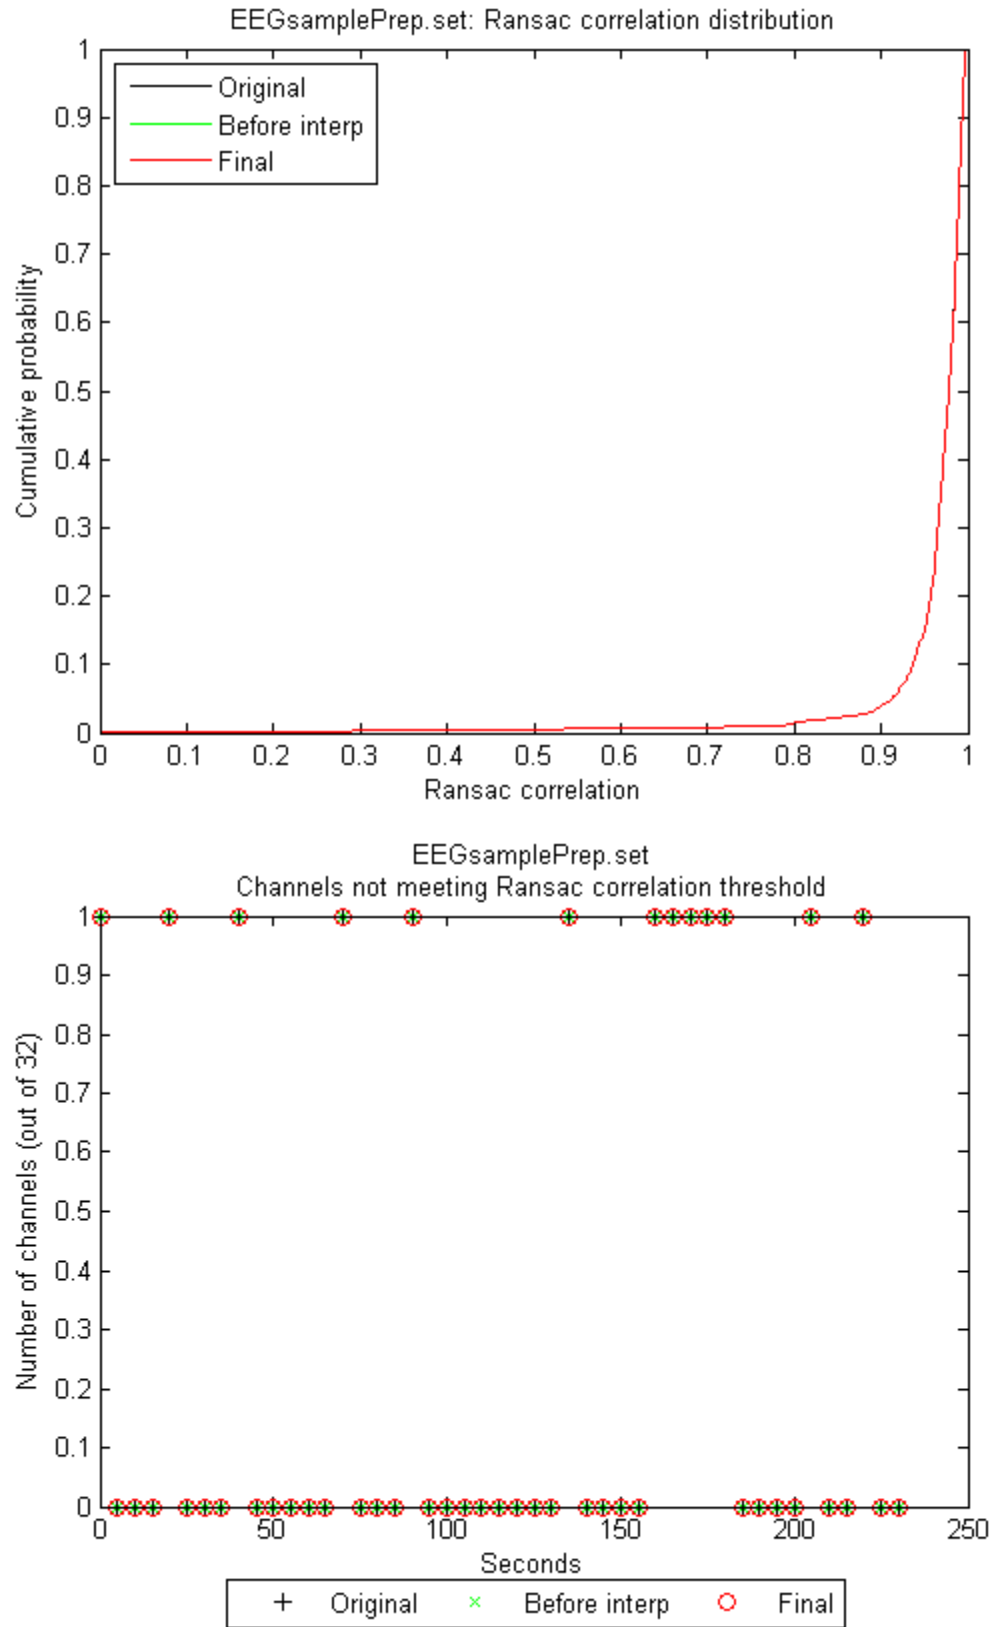 EEGsamplePrep.set: Ransac correlation distribution
1
0.9
0.8
0.7
0.6
0.5
0.4
0.3
0.2
0.1
0
Original
Before interp
Final
Cumulative probability
0 0.1 0.2 0.3 0.4 0.5 0.6 0.7 0.8 0.9 1
Ransac correlation
EEGsamplePrep.set
Channels not meeting Ransac correlation threshold
1
0.9
0.8
0.7
0.6
0.5
0.4
0.3
0.2
0.1
0
Number of channels (out of 32)
0 50 100 150 200 250
Seconds
Original Before interp Final